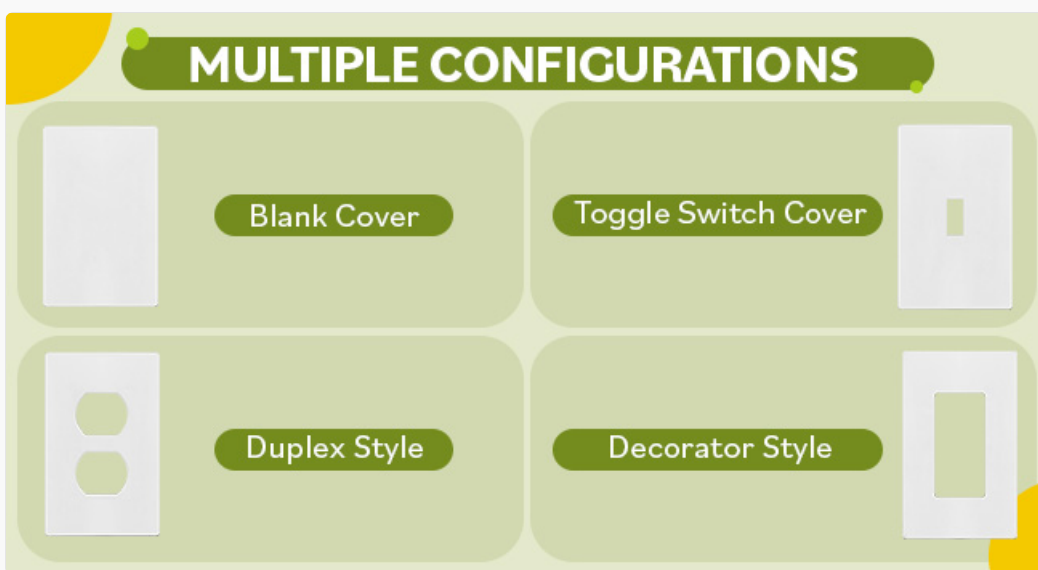 MULTIPLE CONFIGURATIONS
Blank Cover
Toggle Switch Cover
Duplex Style
Decorator Style